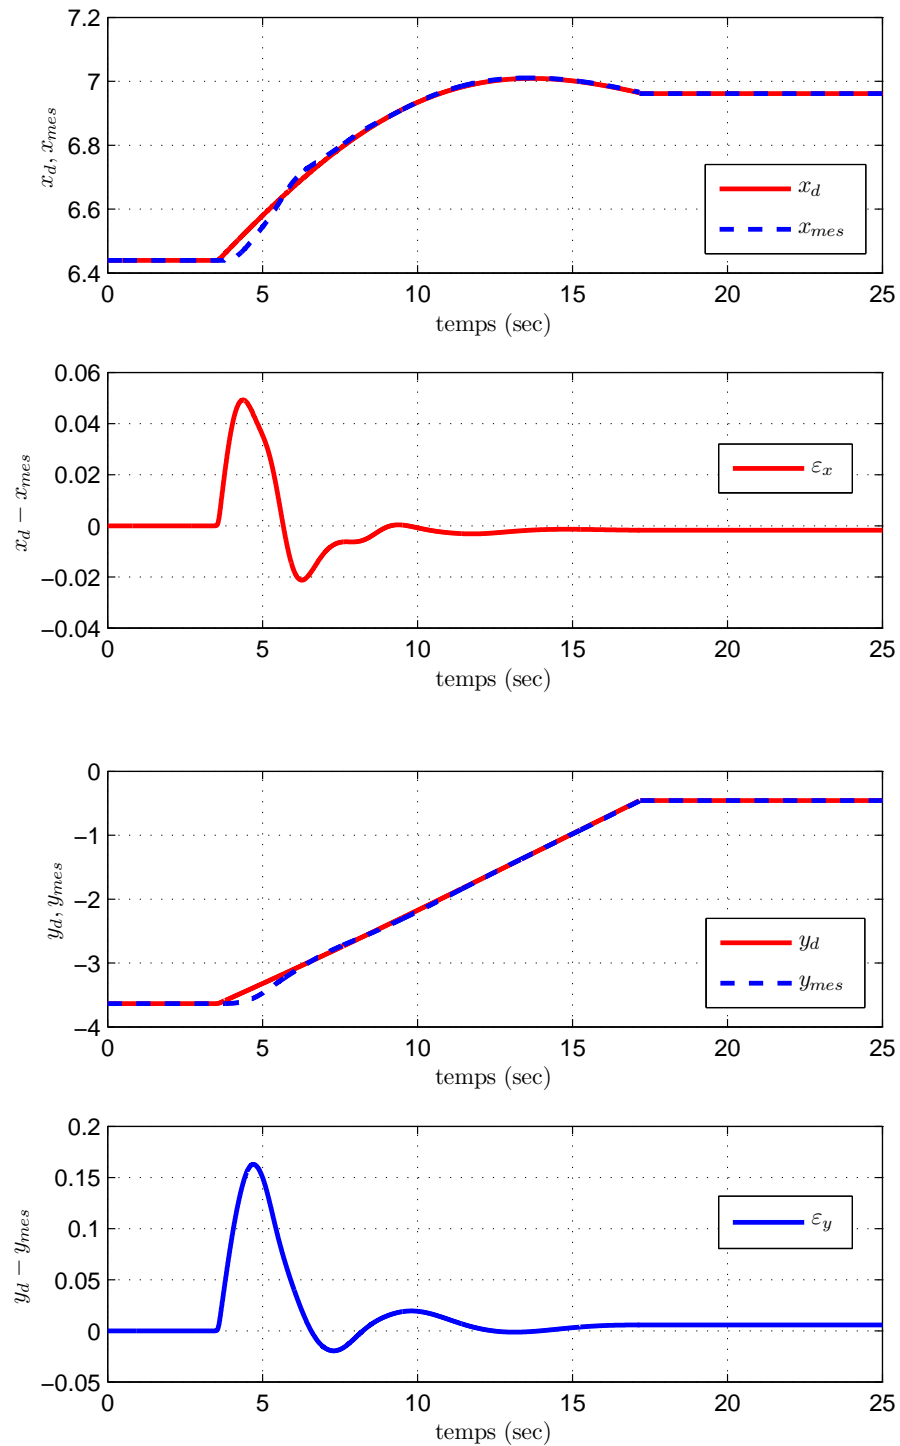 7.2
7
6.8
6.6
6.4
x_d, x_mes
x_d
x_mes
0 5 10 15 20 25
temps (sec)
0.06
0.04
0.02
0
−0.02
−0.04
x_d − x_mes
ε_x
0 5 10 15 20 25
temps (sec)
0
−1
−2
−3
−4
y_d, y_mes
y_d
y_mes
0 5 10 15 20 25
temps (sec)
0.2
0.15
0.1
0.05
0
−0.05
y_d − y_mes
ε_y
0 5 10 15 20 25
temps (sec)